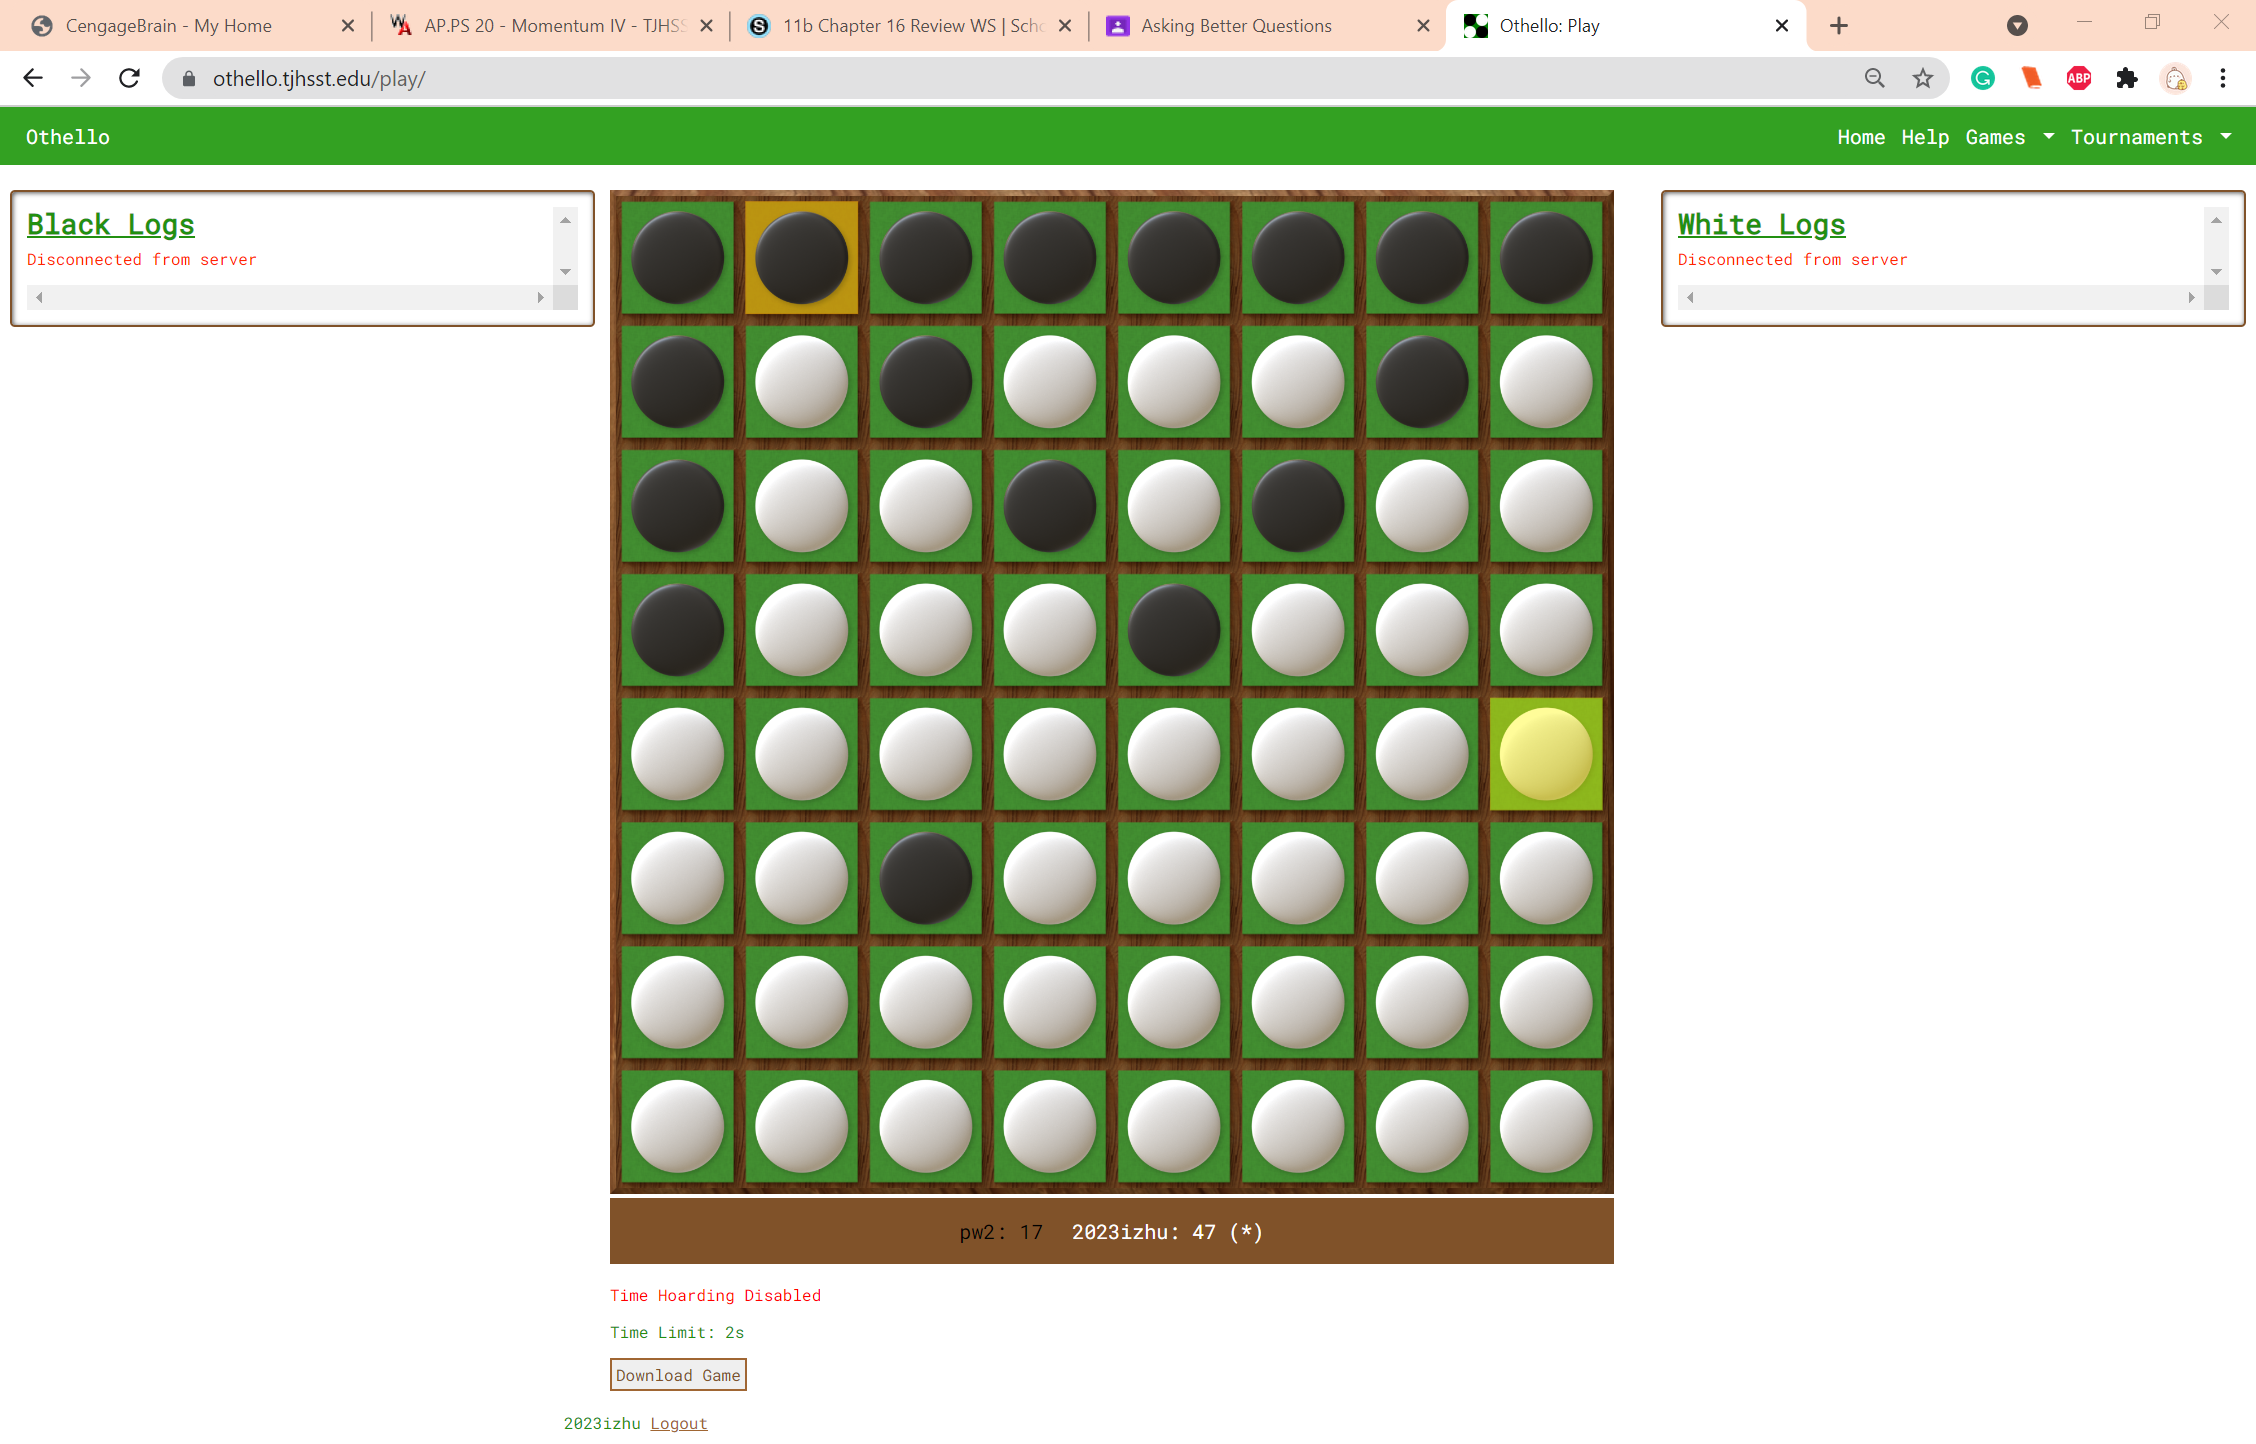 CengageBrain - My Home
AP.PS 20 - Momentum IV - TJHSS
11b Chapter 16 Review WS | Scho
Asking Better Questions
Othello: Play
othello.tjhsst.edu/play/
ABP
Othello
Home Help Games Tournaments
Black Logs
Disconnected from server
White Logs
Disconnected from server
pw2: 17 2023izhu: 47 (*)
Time Hoarding Disabled
Time Limit: 2s
Download Game
2023izhu Logout